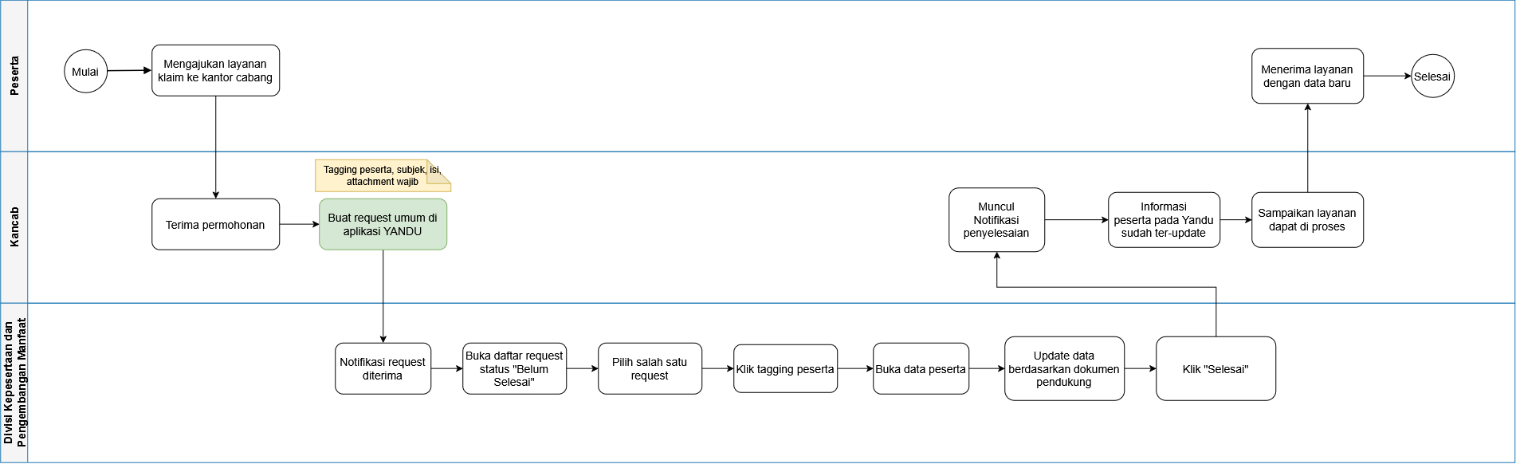 Peserta
Mulai
Mengajukan layanan
klaim ke kantor cabang
Menerima layanan
dengan data baru
Selesai
Kancab
Tagging peserta, subjek, isi,
attachment wajib
Terima permohonan
Buat request umum di
aplikasi YANDU
Muncul
Notifikasi
penyelesaian
Informasi
peserta pada Yandu
sudah ter-update
Sampaikan layanan
dapat di proses
Divisi Kepesertaan dan
Pengembangan Manfaat
Notifikasi request
diterima
Buka daftar request
status "Belum
Selesai"
Pilih salah satu
request
Klik tagging peserta
Buka data peserta
Update data
berdasarkan dokumen
pendukung
Klik "Selesai"